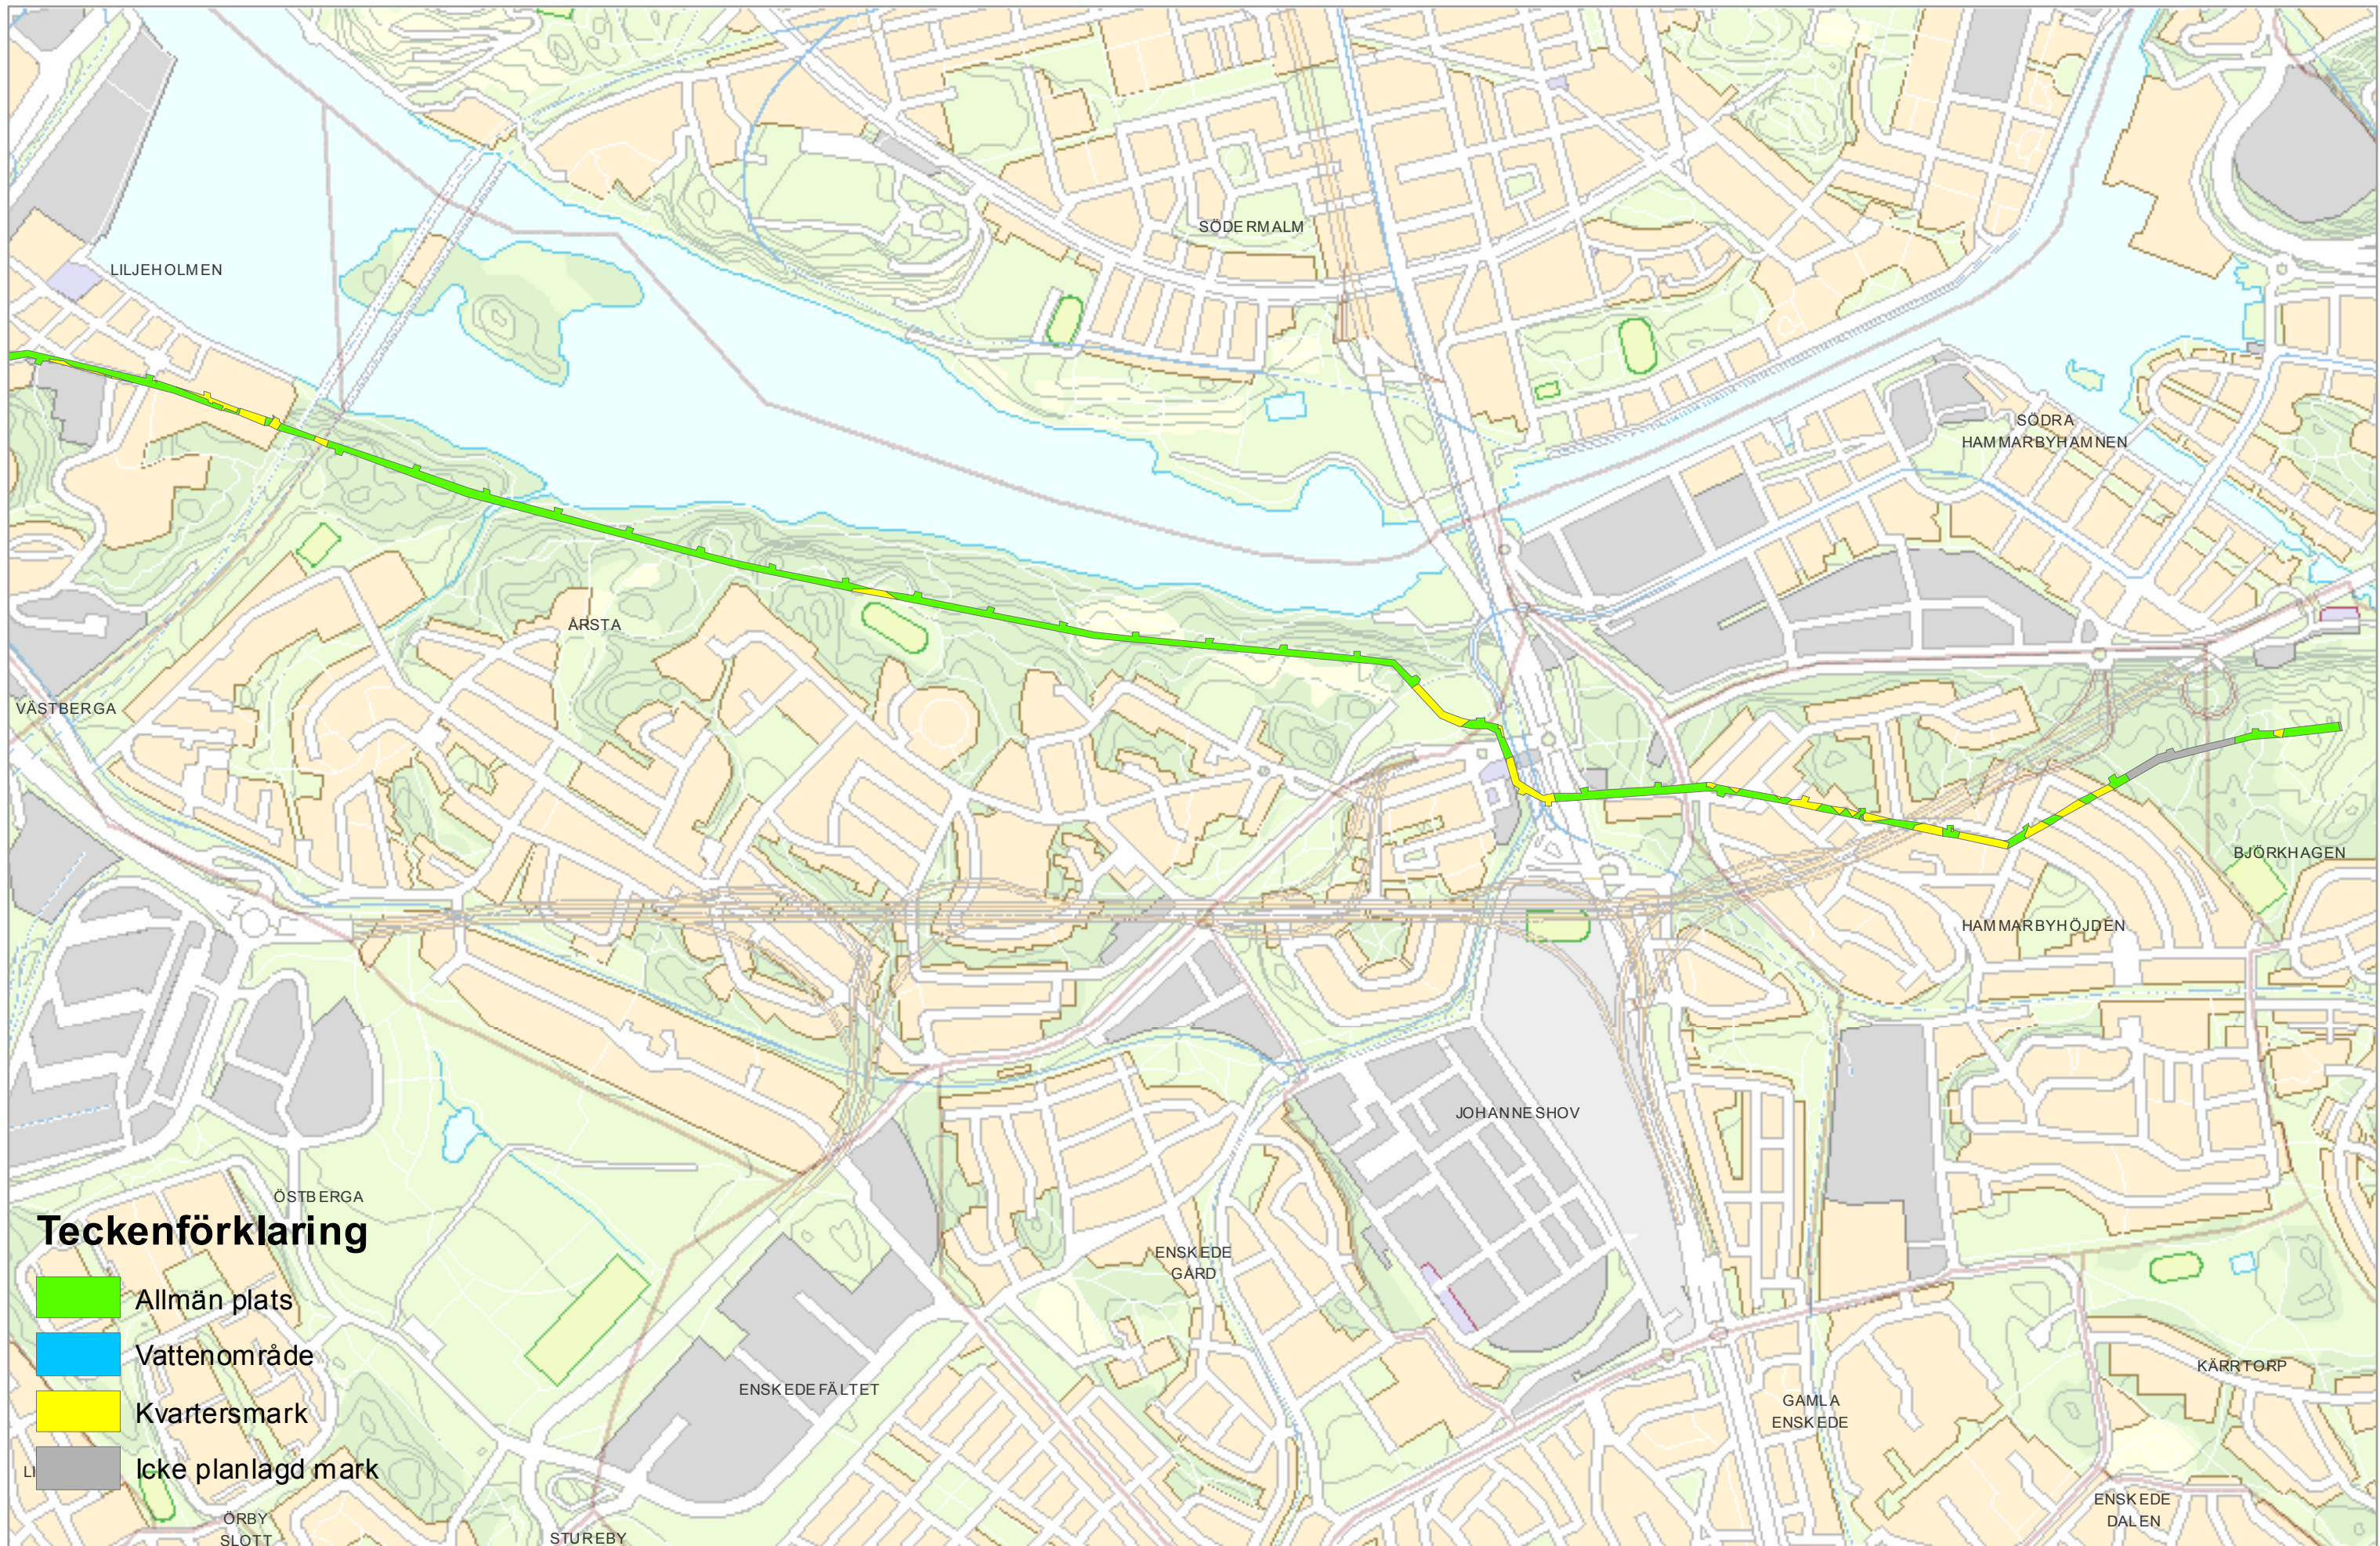 SÖDERMALM
LILJEHOLMEN
SÖDRA
HAMMARBYHAMNEN
ÅRSTA
VÄSTBERGA
BJÖRKHAGEN
HAMMARBYHÖJDEN
JOHANNESHOV
ÖSTBERGA
Teckenförklaring
Allmän plats
Vattenområde
Kvartersmark
Icke planlagd mark
ENSKEDE
GÅRD
ENSKEDEFÄLTET
KÄRRTORP
GAMLA
ENSKEDE
LI
ENSKEDE
DALEN
ÖRBY
SLOTT
STUREBY